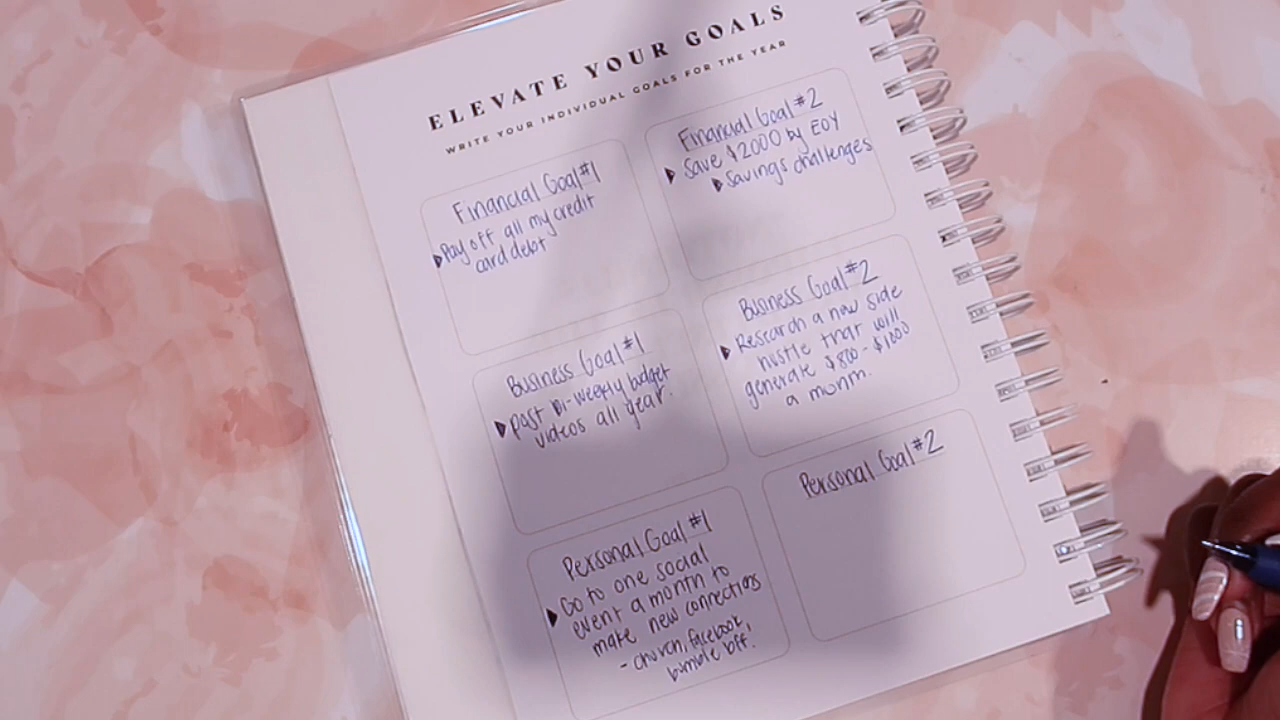 ELEVATE YOUR GOALS
WRITE YOUR INDIVIDUAL GOALS FOR THE YEAR
Financial Goal #1
Pay off all my credit
card debt
Financial Goal #2
Save $2000 by EOY
Savings challenges
Business Goal #1
Post bi-weekly budget
videos all year.
Business Goal #2
Research a new side
hustle that will
generate $800 - $1000
a month.
Personal Goal #1
Go to one social
event a month to
make new connections
- church, facebook,
bumble bff.
Personal Goal #2